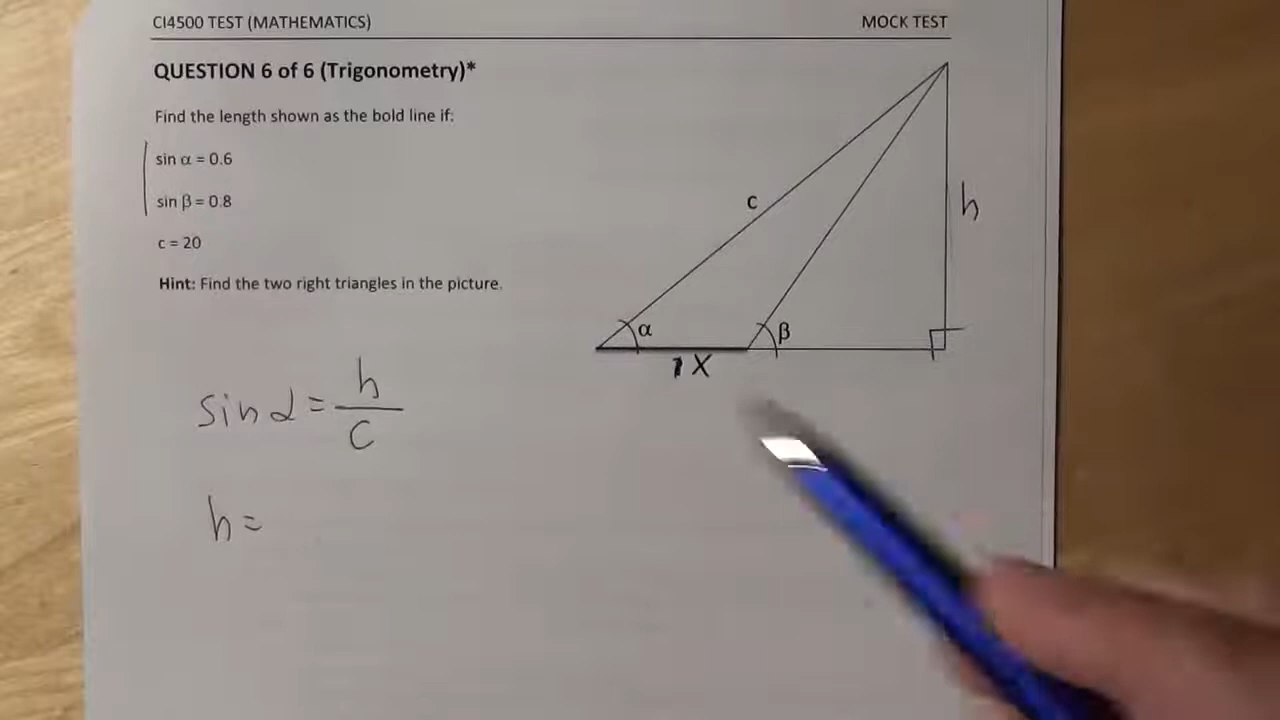 CI4500 TEST (MATHEMATICS) MOCK TEST
QUESTION 6 of 6 (Trigonometry)*
Find the length shown as the bold line if:
sin α = 0.6
sin β = 0.8
c = 20
Hint: Find the two right triangles in the picture.
c
h
α
β
X
sin α = h
c
h =